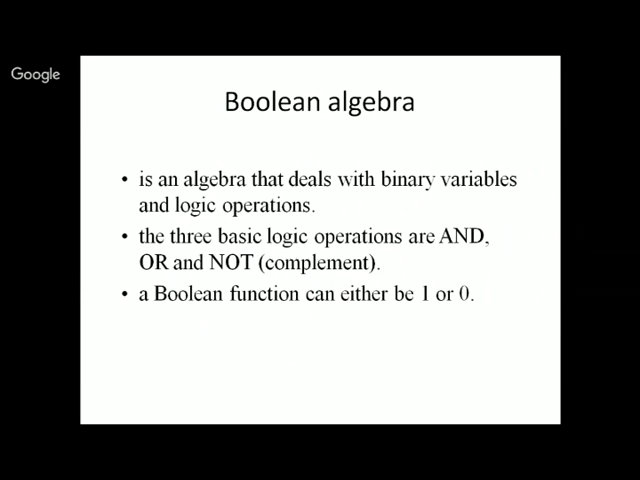 Google
Boolean algebra
• is an algebra that deals with binary variables
and logic operations.
• the three basic logic operations are AND,
OR and NOT (complement).
• a Boolean function can either be 1 or 0.